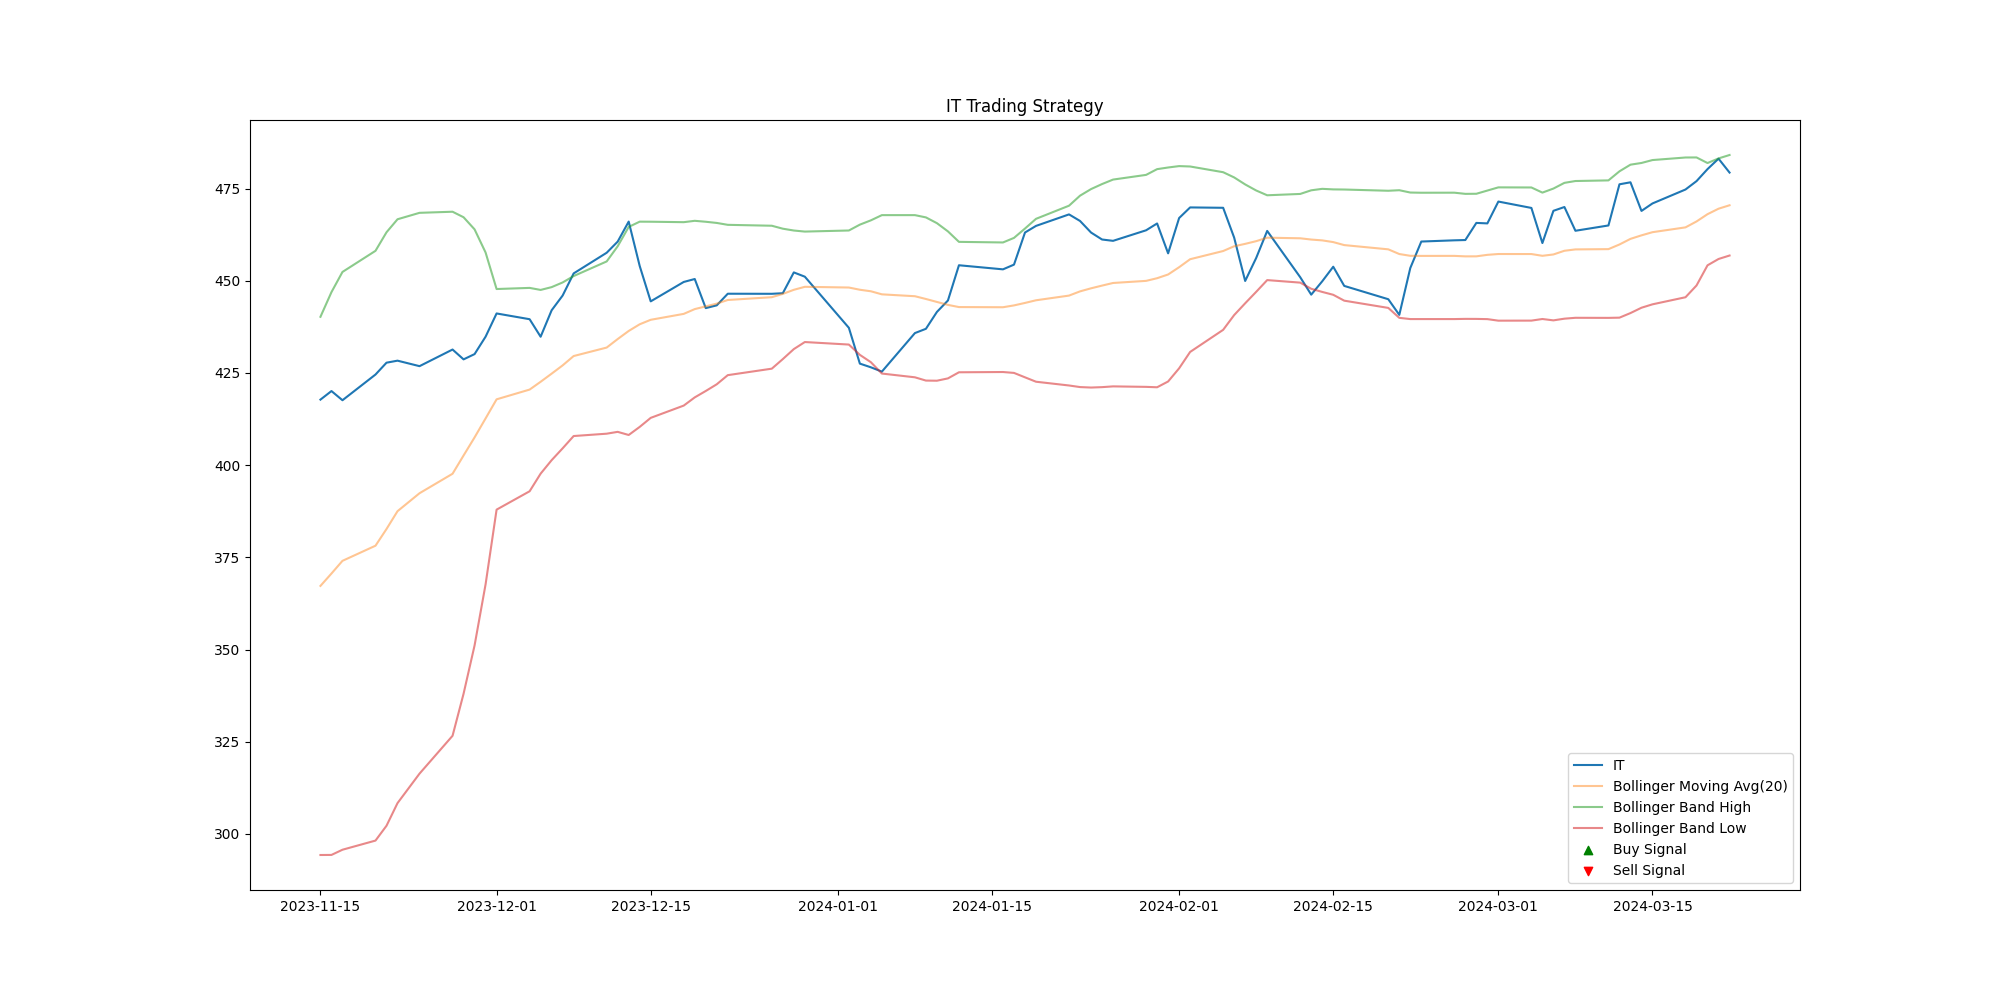 IT Trading Strategy
475
450
425
400
375
350
325
300
2023-11-15
2023-12-01
2023-12-15
2024-01-01
2024-01-15
2024-02-01
2024-02-15
2024-03-01
2024-03-15
IT
Bollinger Moving Avg(20)
Bollinger Band High
Bollinger Band Low
Buy Signal
Sell Signal